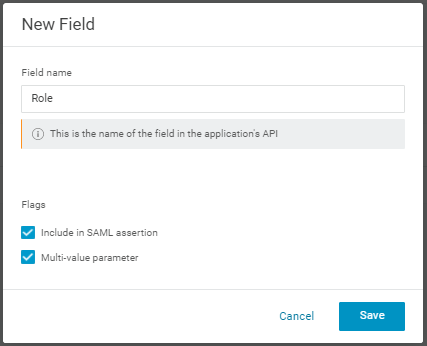 New Field
Field name
Role
This is the name of the field in the application's API
Flags
Include in SAML assertion
Multi-value parameter
Cancel
Save